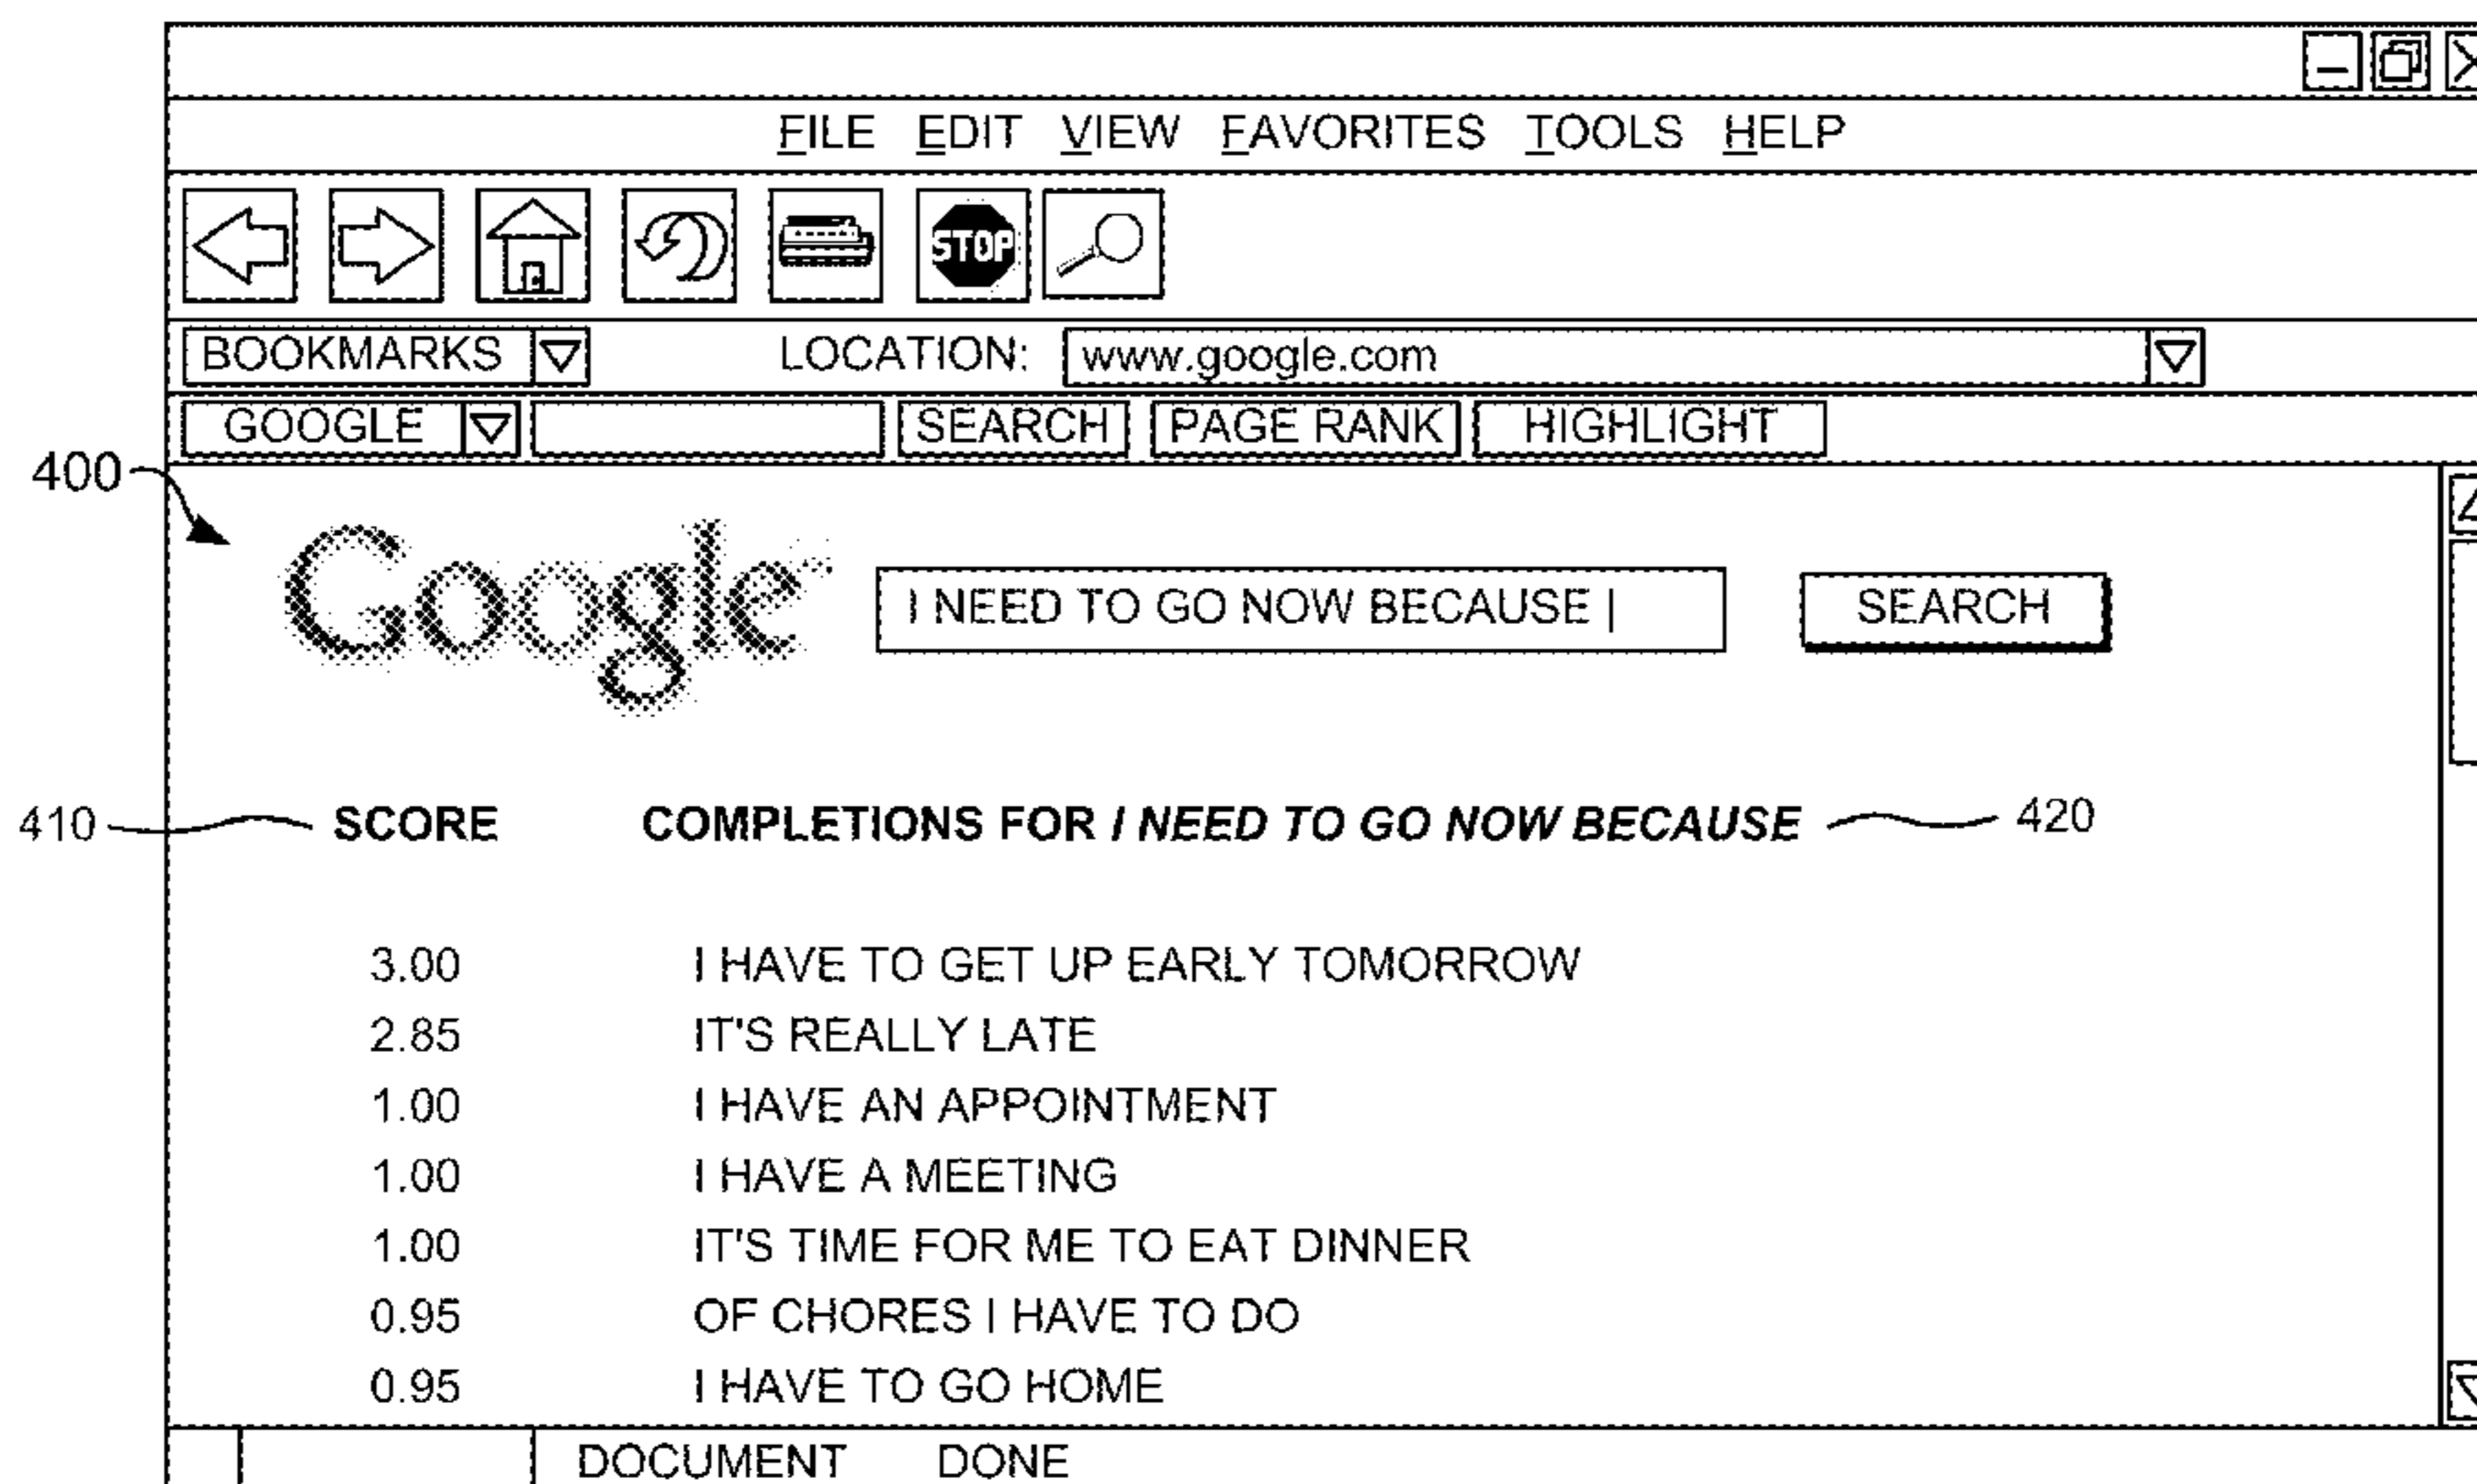 FILE EDIT VIEW FAVORITES TOOLS HELP
STOP
BOOKMARKS LOCATION: www.google.com
GOOGLE SEARCH PAGE RANK HIGHLIGHT
400
Google I NEED TO GO NOW BECAUSE | SEARCH
410 SCORE COMPLETIONS FOR I NEED TO GO NOW BECAUSE 420
3.00 I HAVE TO GET UP EARLY TOMORROW
2.85 IT'S REALLY LATE
1.00 I HAVE AN APPOINTMENT
1.00 I HAVE A MEETING
1.00 IT'S TIME FOR ME TO EAT DINNER
0.95 OF CHORES I HAVE TO DO
0.95 I HAVE TO GO HOME
DOCUMENT DONE